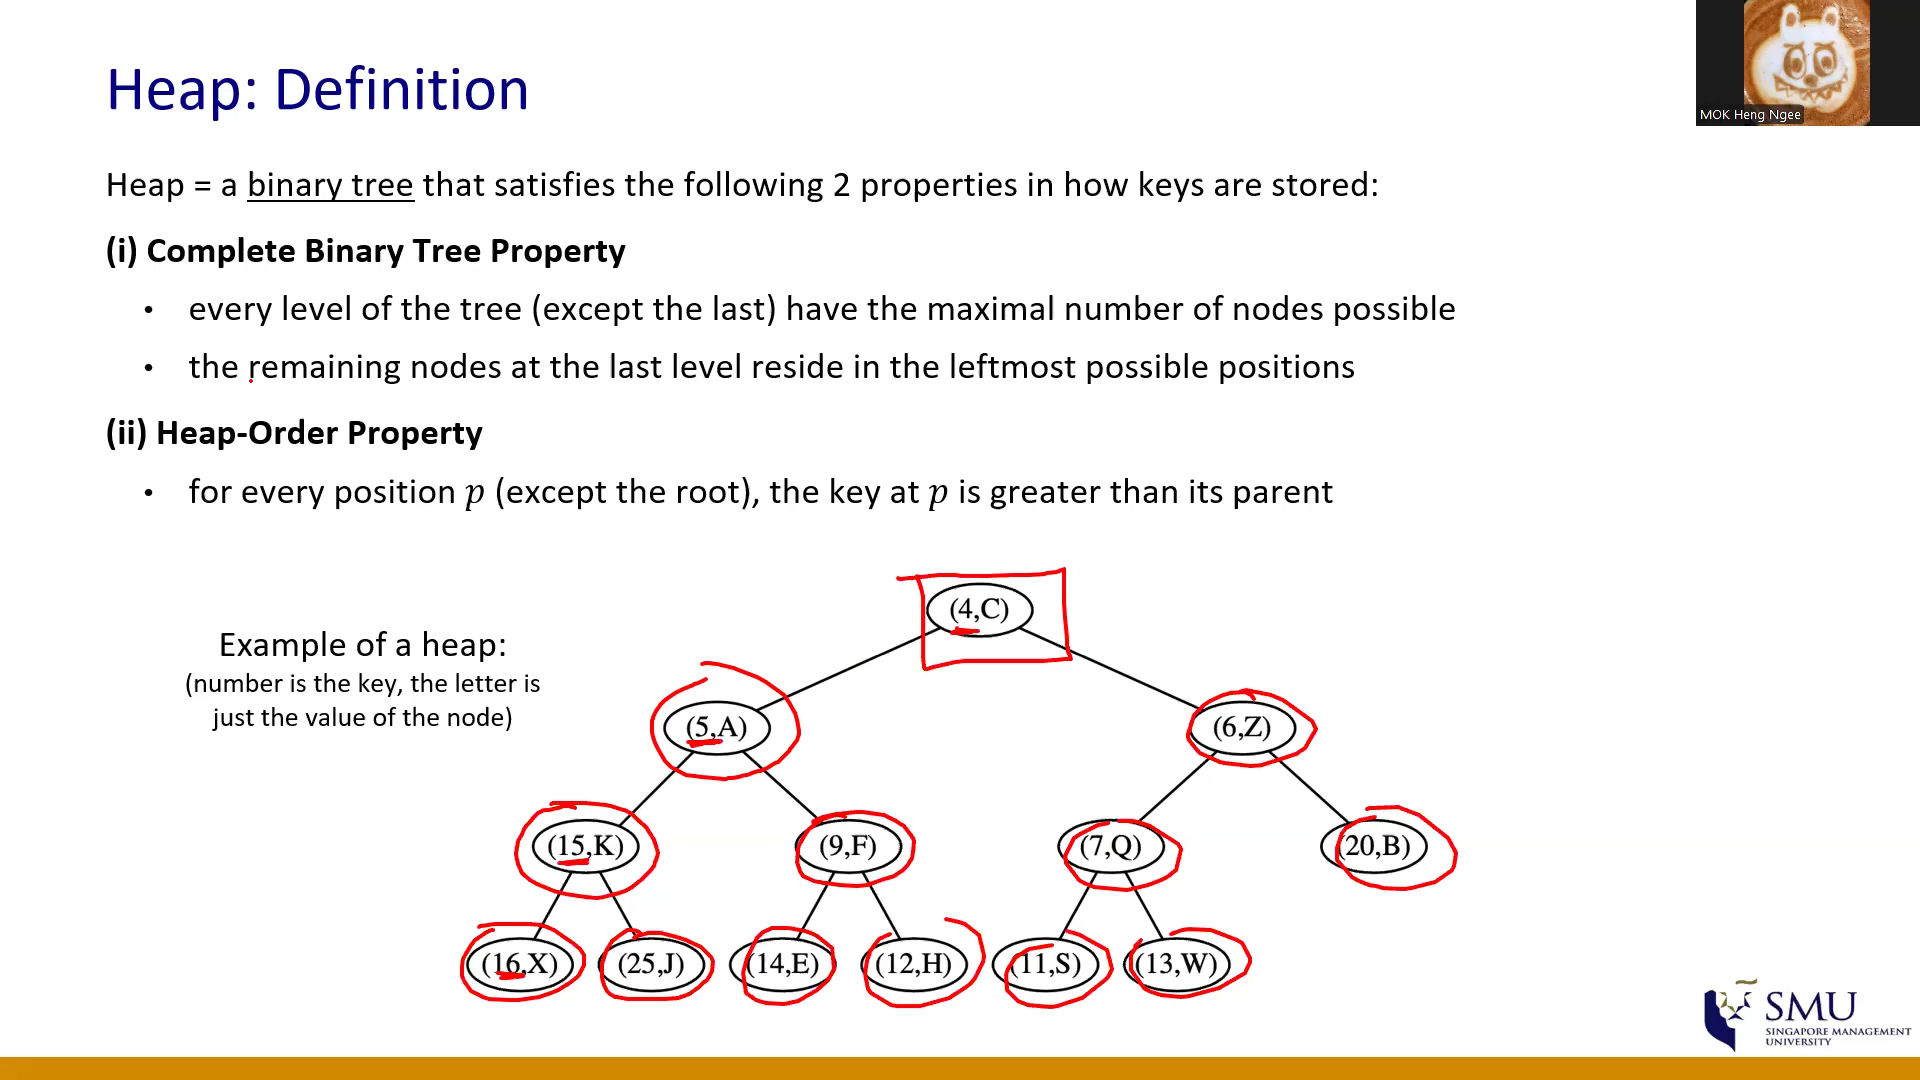 Heap: Definition
MOK Heng Ngee
Heap = a binary tree that satisfies the following 2 properties in how keys are stored:
(i) Complete Binary Tree Property
• every level of the tree (except the last) have the maximal number of nodes possible
• the remaining nodes at the last level reside in the leftmost possible positions
(ii) Heap-Order Property
• for every position p (except the root), the key at p is greater than its parent
Example of a heap:
(number is the key, the letter is
just the value of the node)
(4,C)
(5,A) (6,Z)
(15,K) (9,F) (7,Q) (20,B)
(16,X) (25,J) (14,E) (12,H) (11,S) (13,W)
SMU
SINGAPORE MANAGEMENT
UNIVERSITY